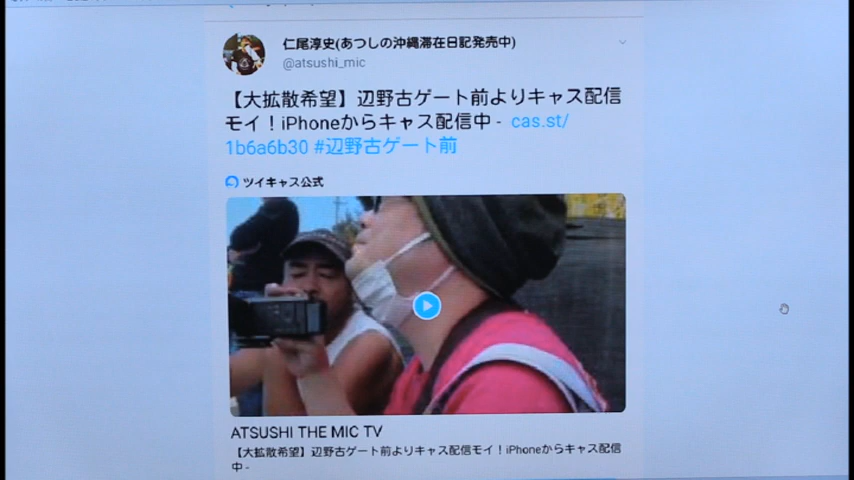 仁尾淳史(あつしの沖縄滞在日記発売中)
@atsushi_mic
【大拡散希望】辺野古ゲート前よりキャス配信
モイ！iPhoneからキャス配信中 - cas.st/
1b6a6b30 #辺野古ゲート前
ツイキャス公式
ATSUSHI THE MIC TV
【大拡散希望】辺野古ゲート前よりキャス配信モイ！iPhoneからキャス配信
中 -